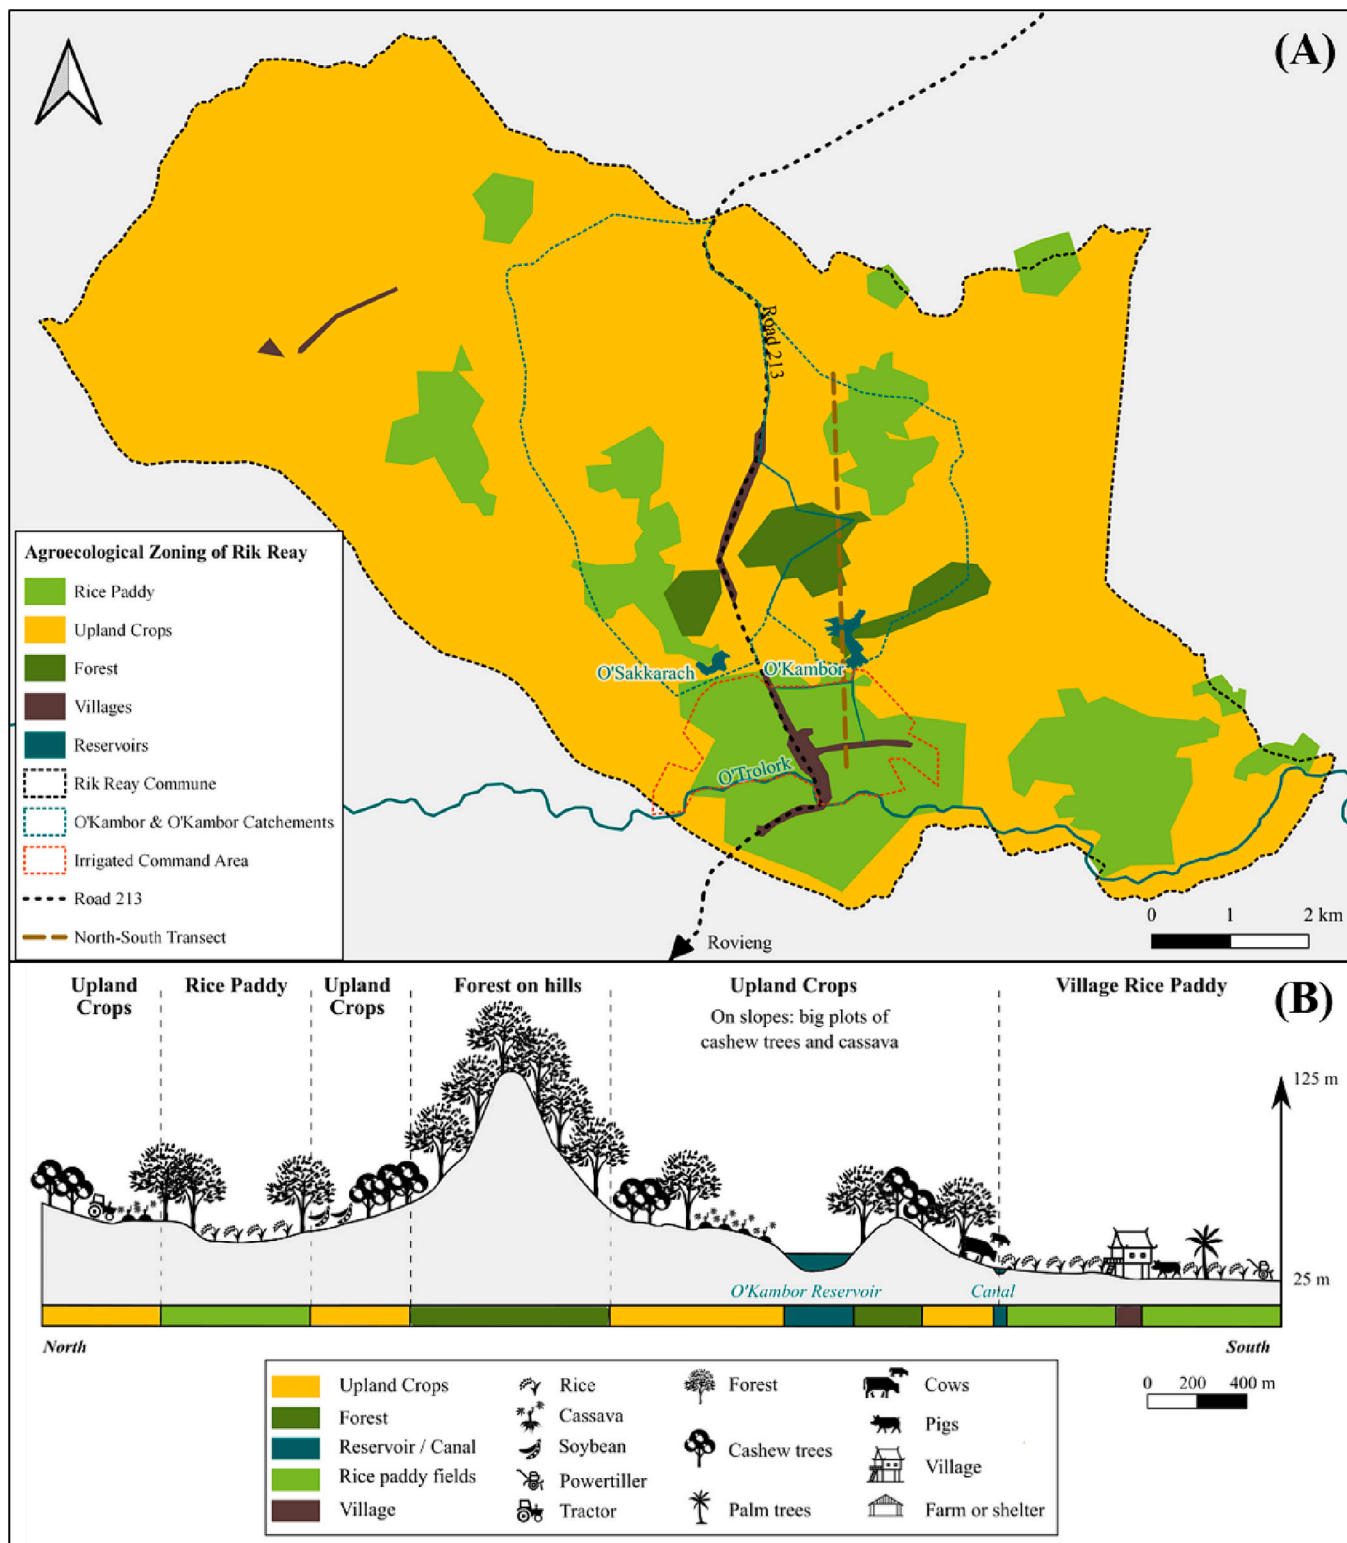 (A)
Road 213
O'Sakkarach
O'Kambor
O'Trolork
Rovieng
0 1 2 km
Agroecological Zoning of Rik Reay
Rice Paddy
Upland Crops
Forest
Villages
Reservoirs
Rik Reay Commune
O'Kambor & O'Kambor Catchements
Irrigated Command Area
Road 213
North-South Transect
(B)
Upland
Crops
Rice Paddy
Upland
Crops
Forest on hills
Upland Crops
On slopes: big plots of
cashew trees and cassava
Village Rice Paddy
125 m
25 m
O'Kambor Reservoir
Canal
North
South
0 200 400 m
Upland Crops
Forest
Reservoir / Canal
Rice paddy fields
Village
Rice
Cassava
Soybean
Powertiller
Tractor
Forest
Cashew trees
Palm trees
Cows
Pigs
Village
Farm or shelter